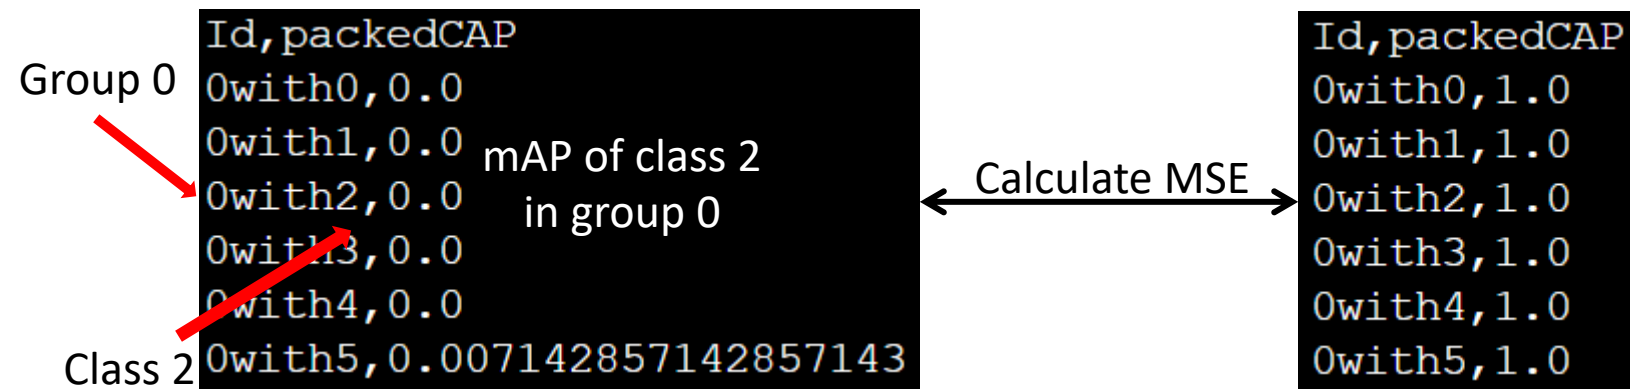 Group 0
Id,packedCAP
0with0,0.0
0with1,0.0
0with2,0.0
0with3,0.0
0with4,0.0
0with5,0.007142857142857143
mAP of class 2
in group 0
Class 2
Calculate MSE
Id,packedCAP
0with0,1.0
0with1,1.0
0with2,1.0
0with3,1.0
0with4,1.0
0with5,1.0